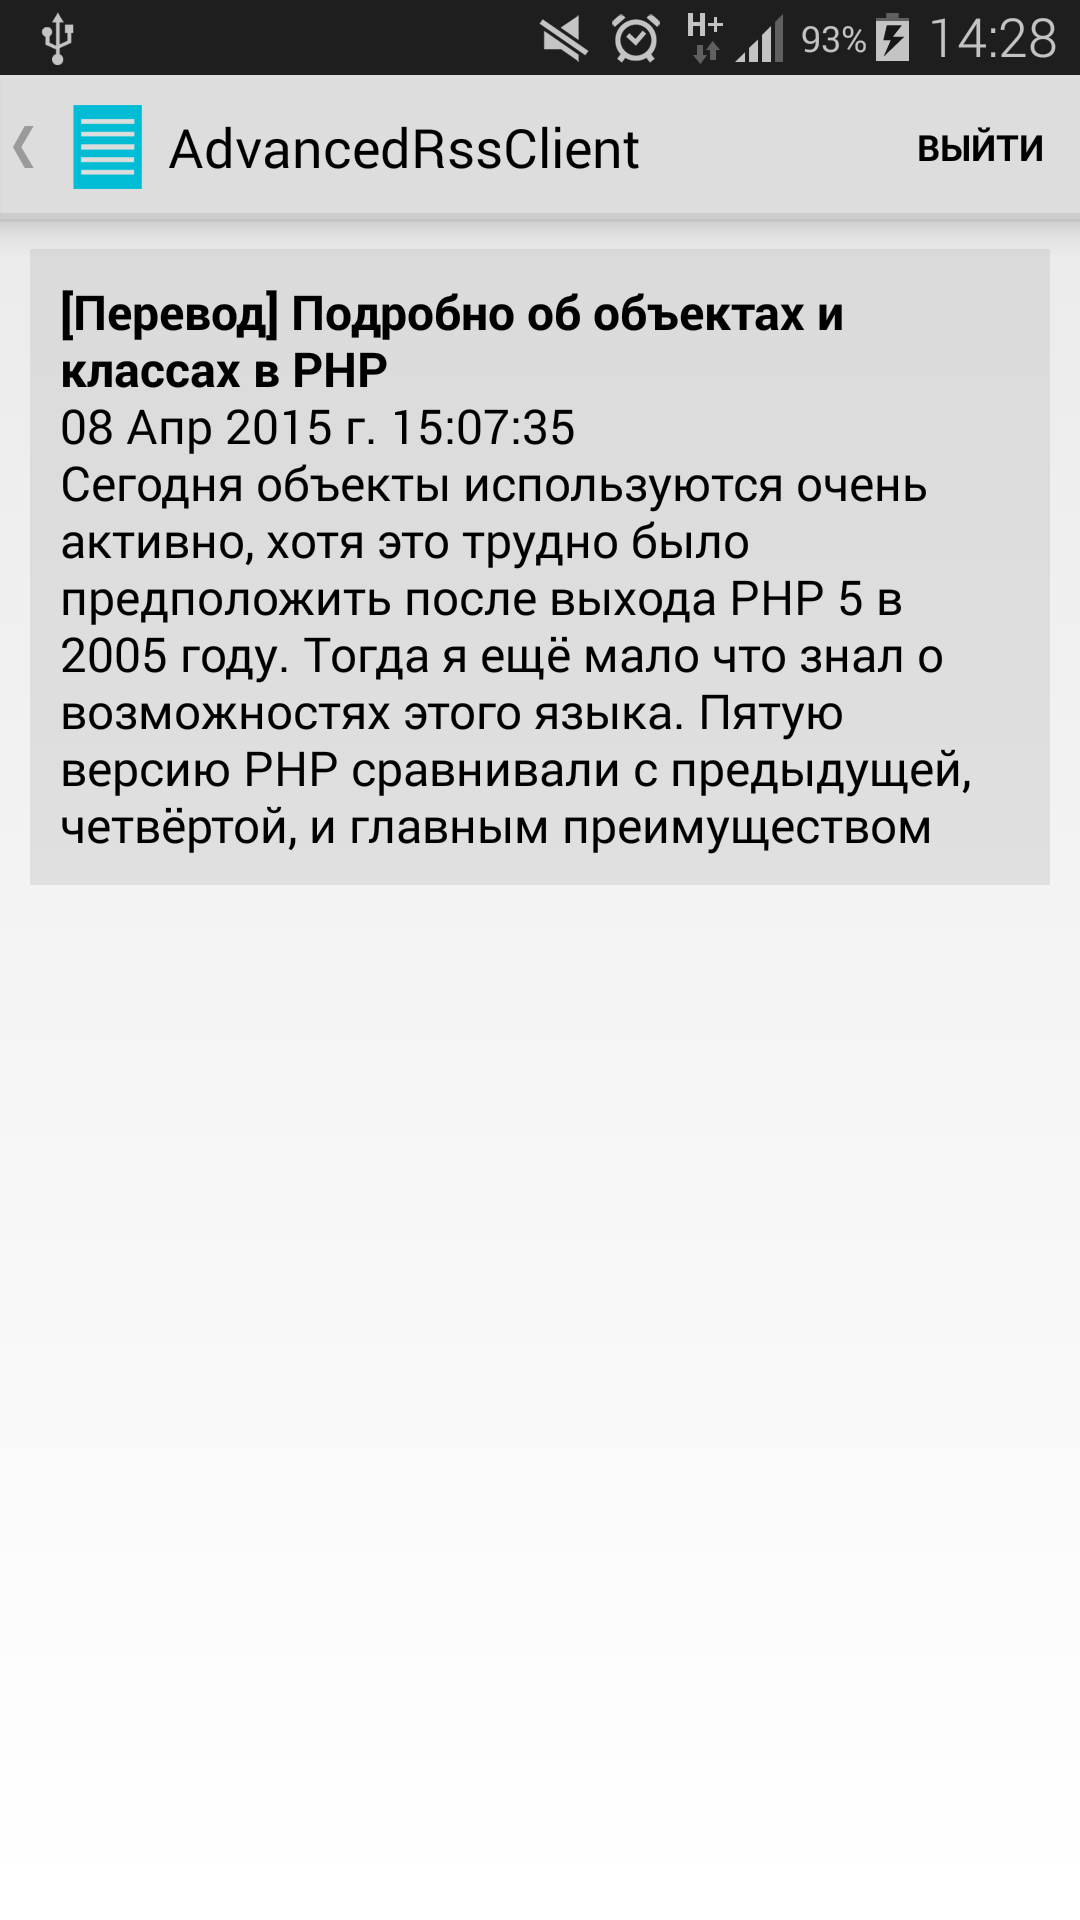 H+ 93% 14:28
AdvancedRssClient ВЫЙТИ
[Перевод] Подробно об объектах и
классах в PHP
08 Апр 2015 г. 15:07:35
Сегодня объекты используются очень
активно, хотя это трудно было
предположить после выхода PHP 5 в
2005 году. Тогда я ещё мало что знал о
возможностях этого языка. Пятую
версию PHP сравнивали с предыдущей,
четвёртой, и главным преимуществом